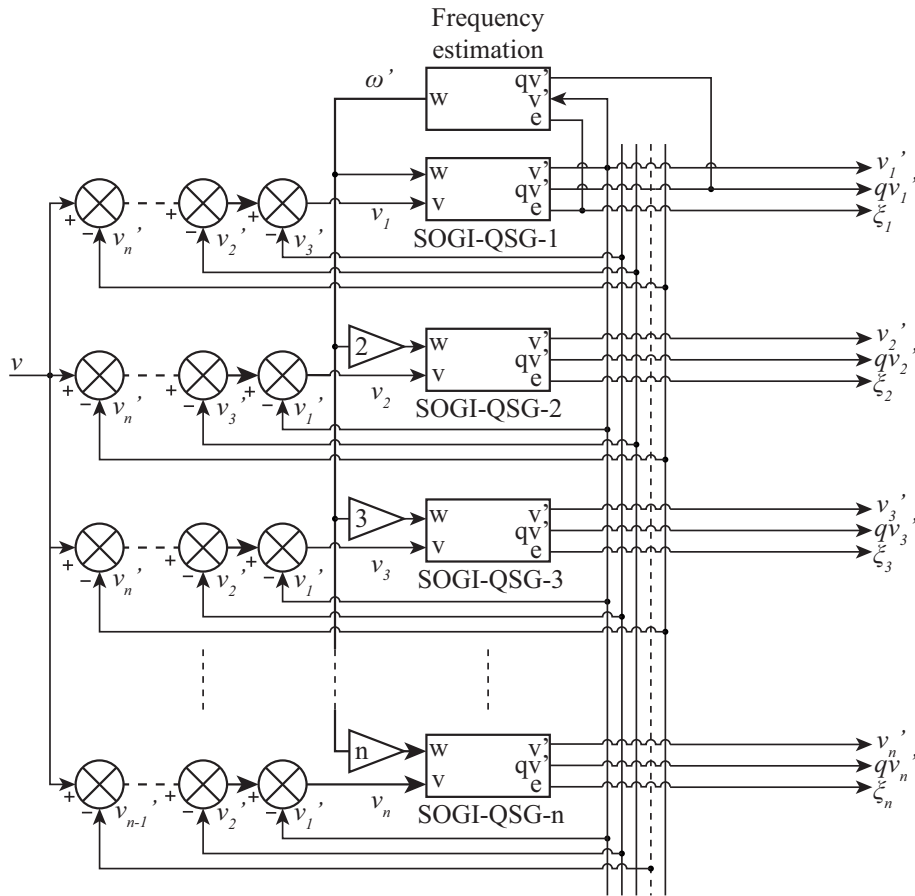 Frequency
estimation
ω’
w
qv’
v’
e
w
v
v’
qv’
e
v₁’
qv₁’
ξ₁
+
−
vₙ’
+
−
v₂’
+
−
v₃’
v₁
SOGI-QSG-1
v
2
w
v
v’
qv’
e
v₂’
qv₂’
ξ₂
+
−
vₙ’
+
−
v₃’
+
−
v₁’
v₂
SOGI-QSG-2
3
w
v
v’
qv’
e
v₃’
qv₃’
ξ₃
+
−
vₙ’
+
−
v₂’
+
−
v₁’
v₃
SOGI-QSG-3
n
w
v
v’
qv’
e
vₙ’
qvₙ’
ξₙ
+
−
vₙ₋₁’
+
−
v₂’
+
−
v₁’
vₙ
SOGI-QSG-n